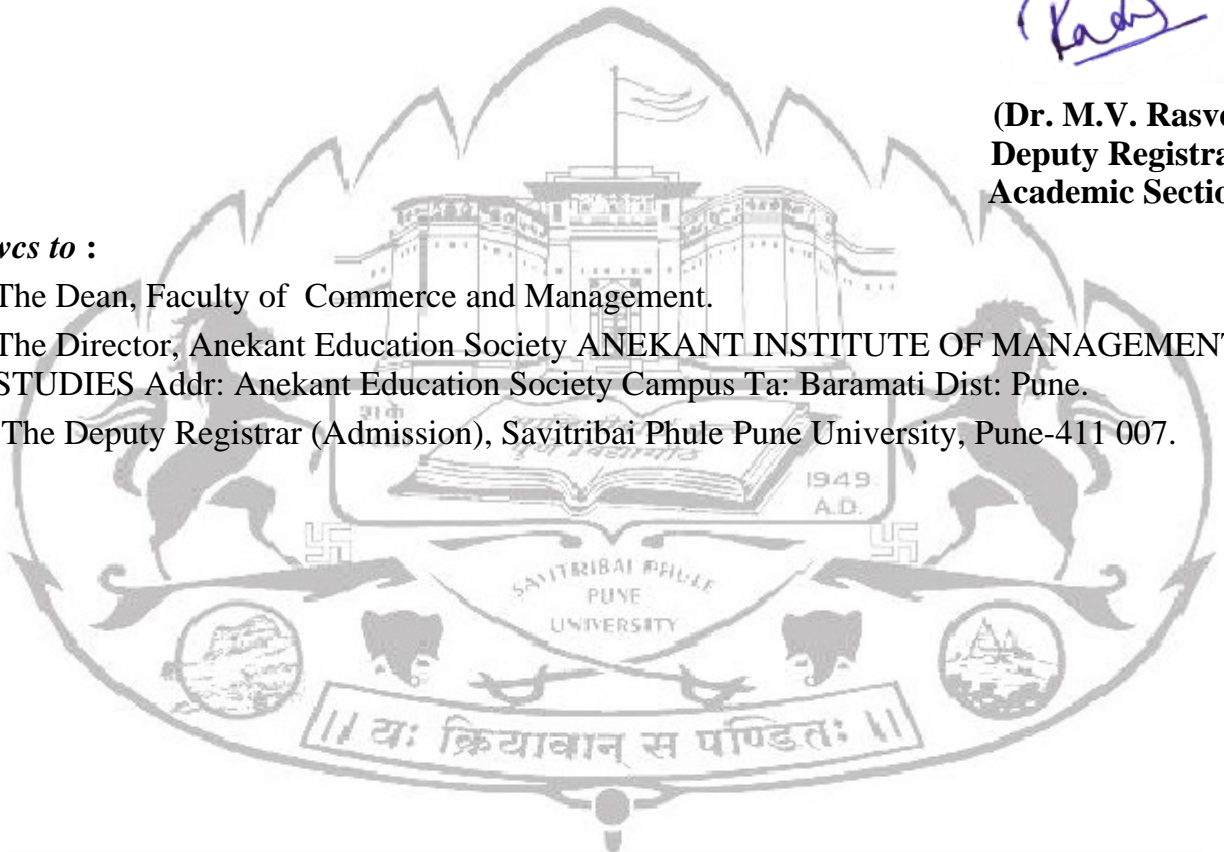 (Dr. M.V. Rasve
Deputy Registra
Academic Sectio
wcs to :
The Dean, Faculty of Commerce and Management.
The Director, Anekant Education Society ANEKANT INSTITUTE OF MANAGEMENT
STUDIES Addr: Anekant Education Society Campus Ta: Baramati Dist: Pune.
The Deputy Registrar (Admission), Savitribai Phule Pune University, Pune-411 007.
1949
A.D.
SAVITRIBAI PHULE
PUNE
UNIVERSITY
|| यः क्रियावान् स पण्डितः ||